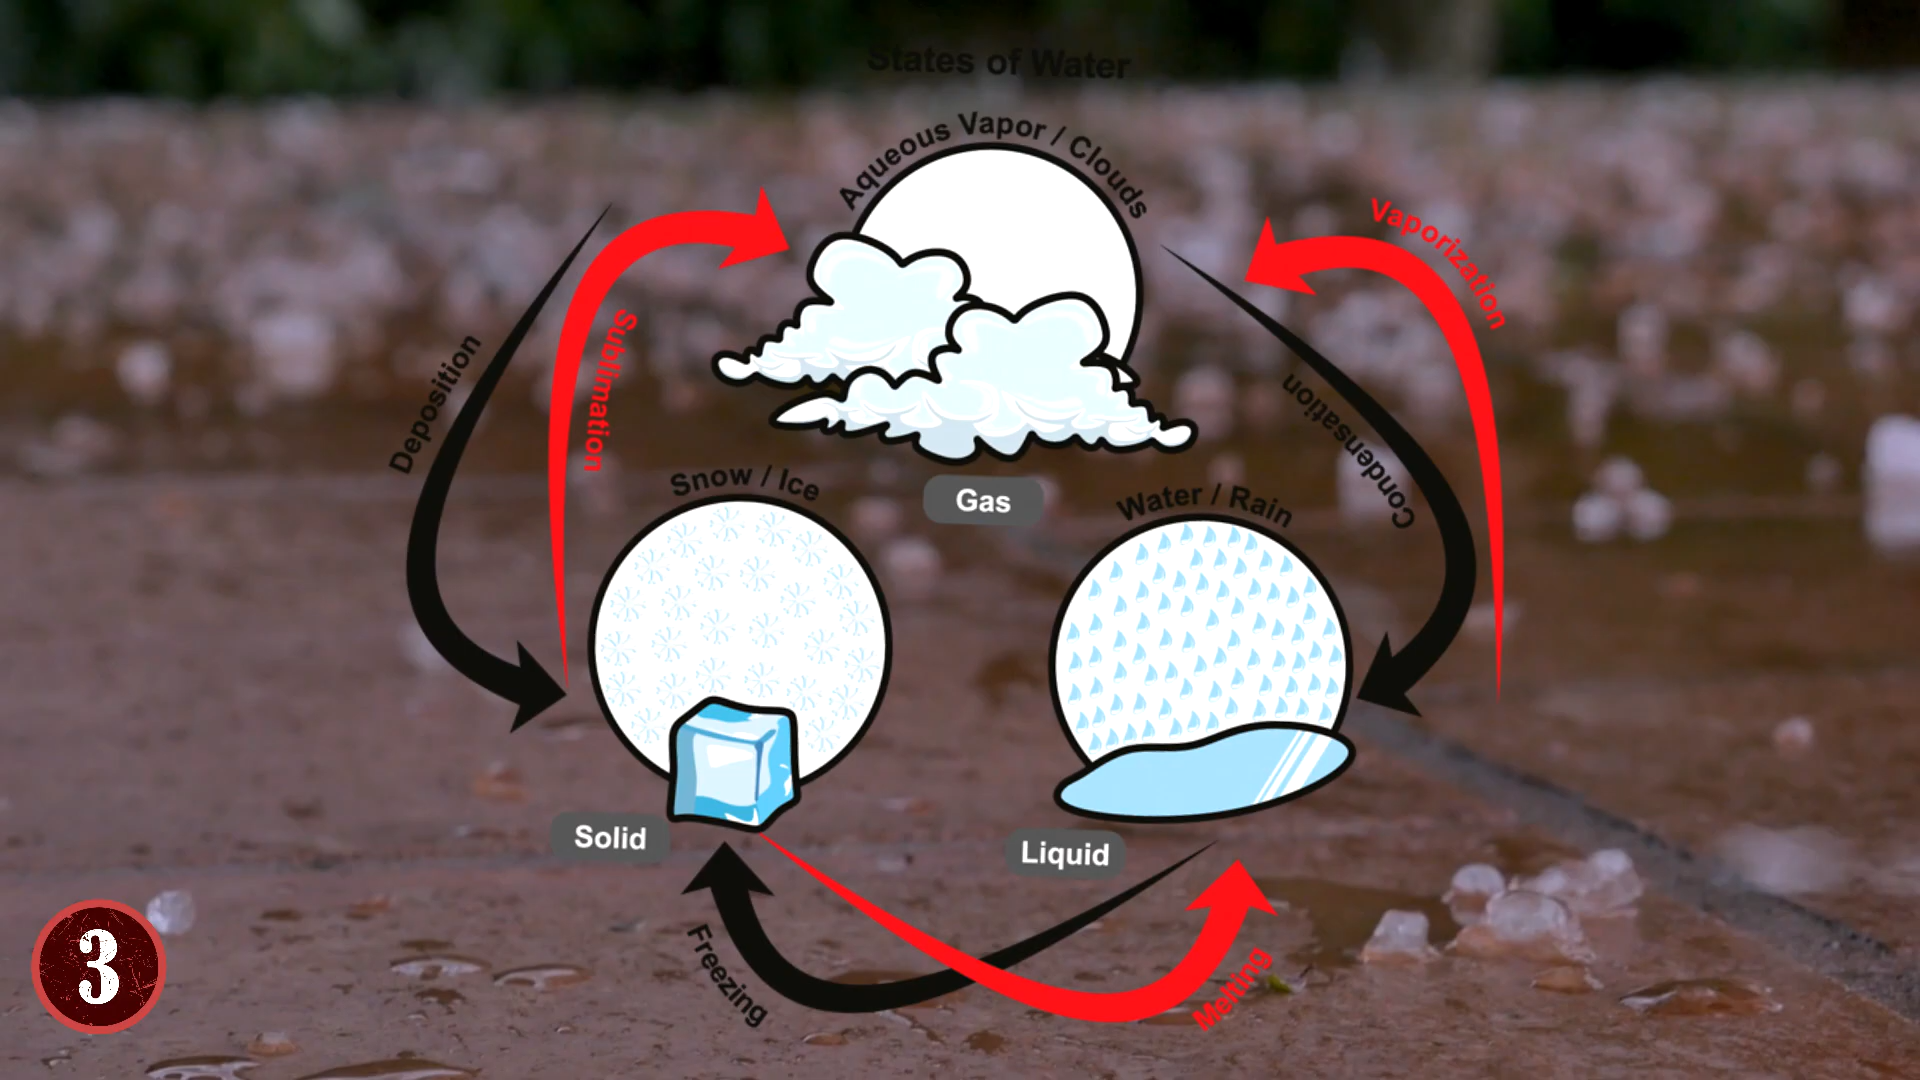 States of Water
Aqueous Vapor / Clouds
Vaporization
Sublimation
Deposition
Condensation
Snow / Ice
Gas
Water / Rain
Solid
Liquid
Freezing
Melting
3